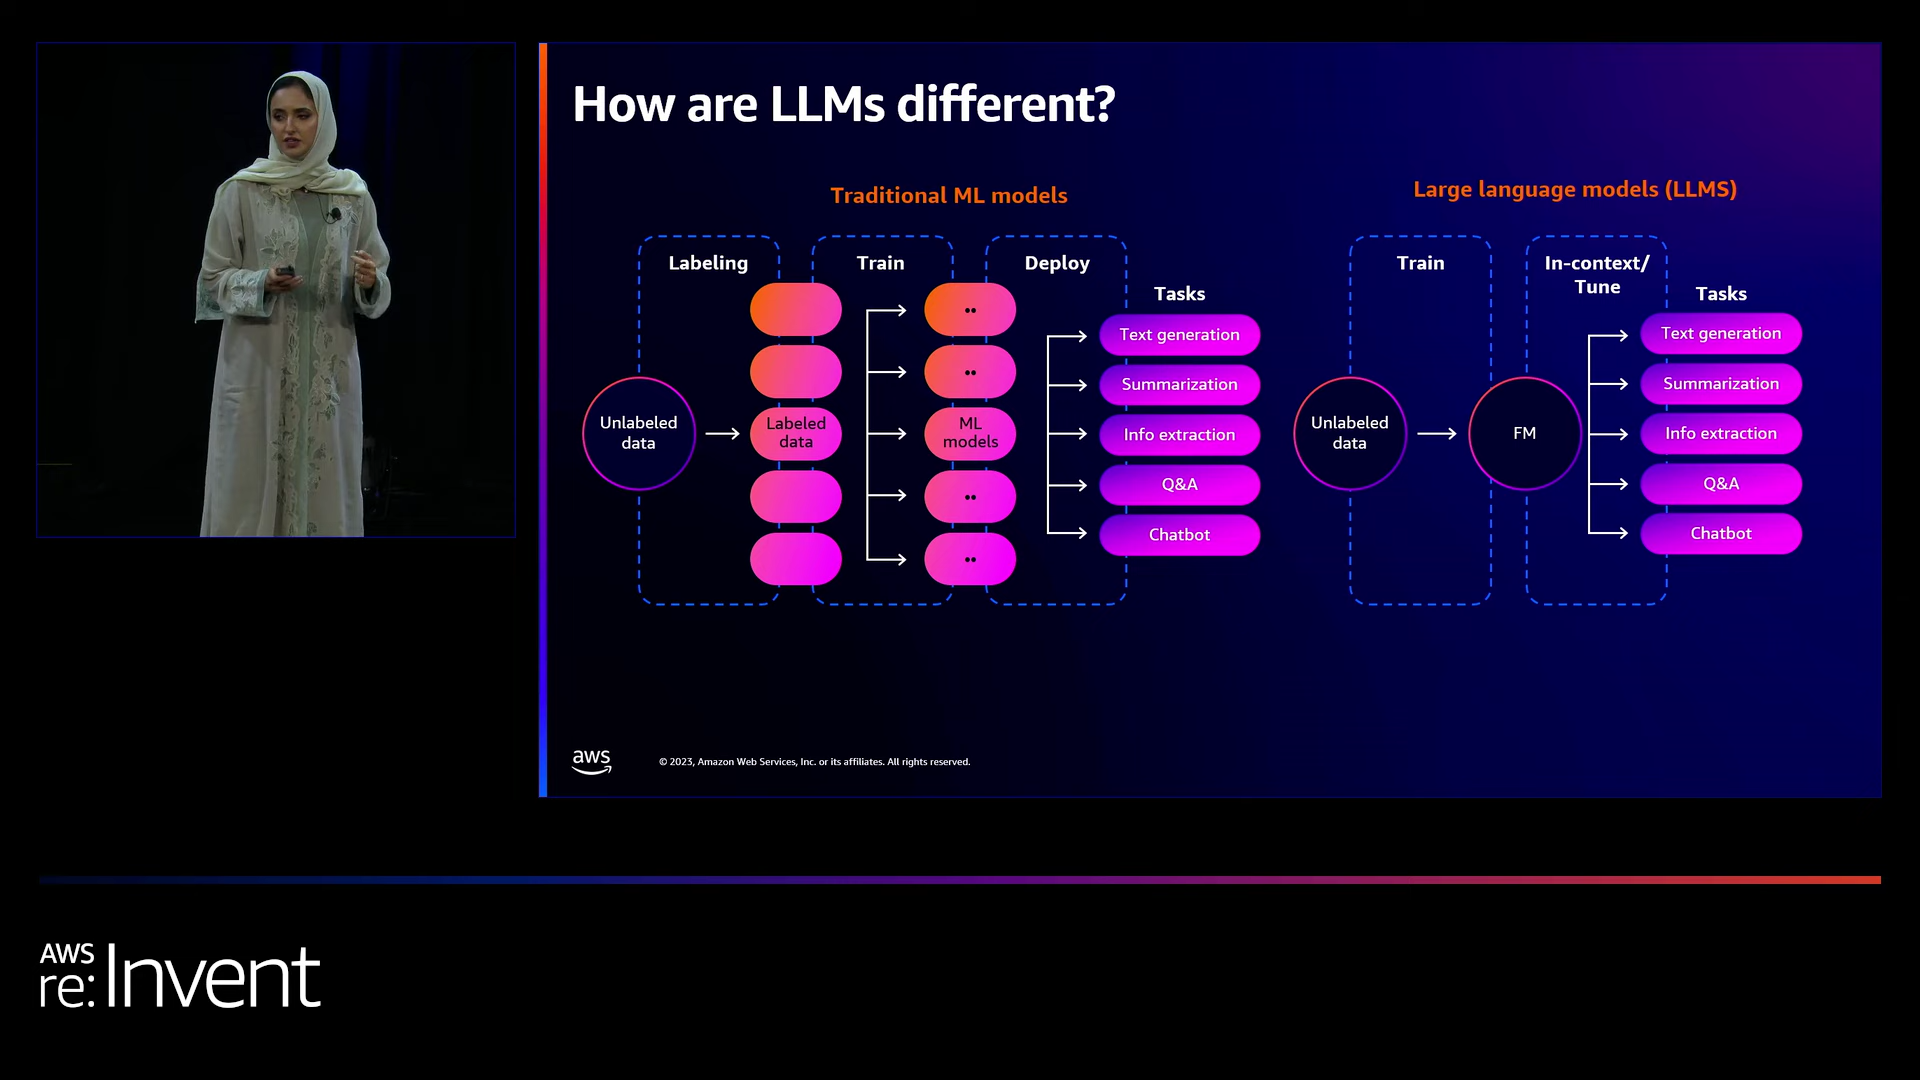 How are LLMs different?
Traditional ML models
Labeling
Train
Deploy
Tasks
Unlabeled
data
Labeled
data
••
••
ML
models
••
••
Text generation
Summarization
Info extraction
Q&A
Chatbot
Large language models (LLMS)
Train
In-context/
Tune
Tasks
Unlabeled
data
FM
Text generation
Summarization
Info extraction
Q&A
Chatbot
aws
© 2023, Amazon Web Services, Inc. or its affiliates. All rights reserved.
AWS
re:Invent